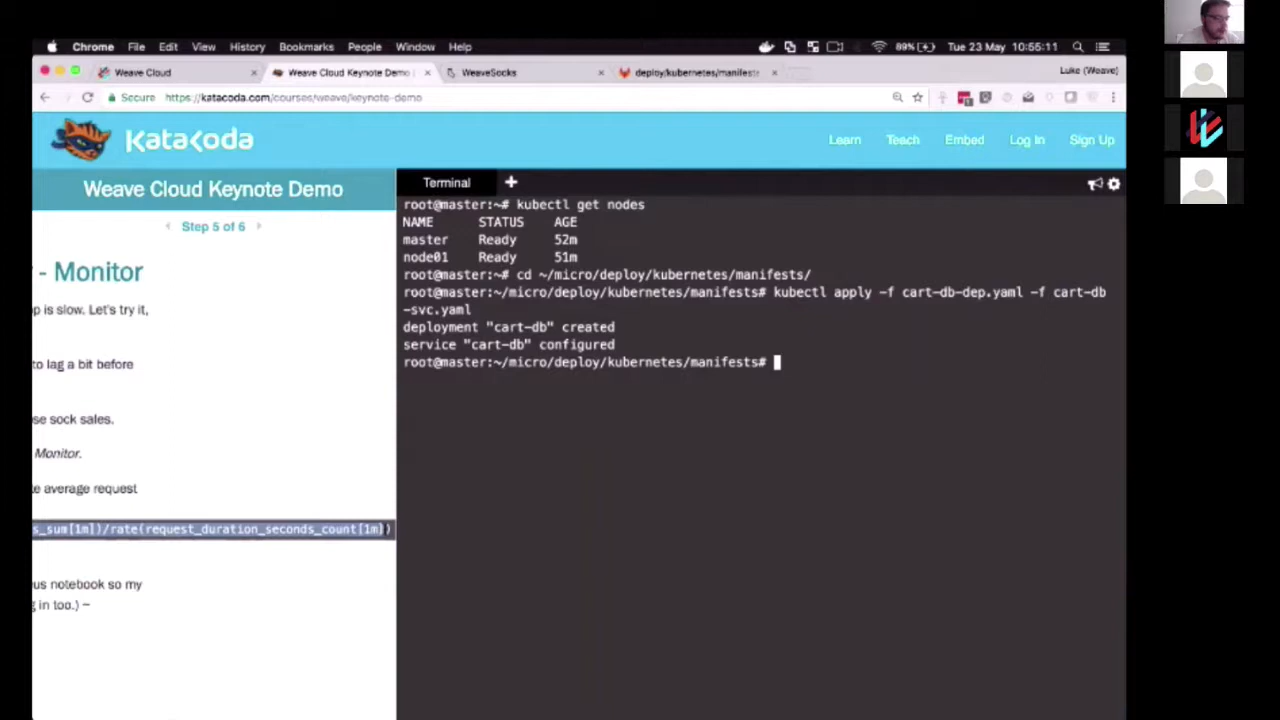 Chrome File Edit View History Bookmarks People Window Help 89% Tue 23 May 10:55:11
Weave Cloud
Weave Cloud Keynote Demo
WeaveSocks
deploy/kubernetes/manifests
Luke (Weave)
Secure https://katacoda.com/courses/weave/keynote-demo
KataKoda
Learn Teach Embed Log In Sign Up
Weave Cloud Keynote Demo
Step 5 of 6
- Monitor
p is slow. Let's try it,
to lag a bit before
se sock sales.
Monitor.
te average request
s_sum[1m])/rate(request_duration_seconds_count[1m])
us notebook so my
g in too.) ~
Terminal +
root@master:~# kubectl get nodes
NAME STATUS AGE
master Ready 52m
node01 Ready 51m
root@master:~# cd ~/micro/deploy/kubernetes/manifests/
root@master:~/micro/deploy/kubernetes/manifests# kubectl apply -f cart-db-dep.yaml -f cart-db
-svc.yaml
deployment "cart-db" created
service "cart-db" configured
root@master:~/micro/deploy/kubernetes/manifests#